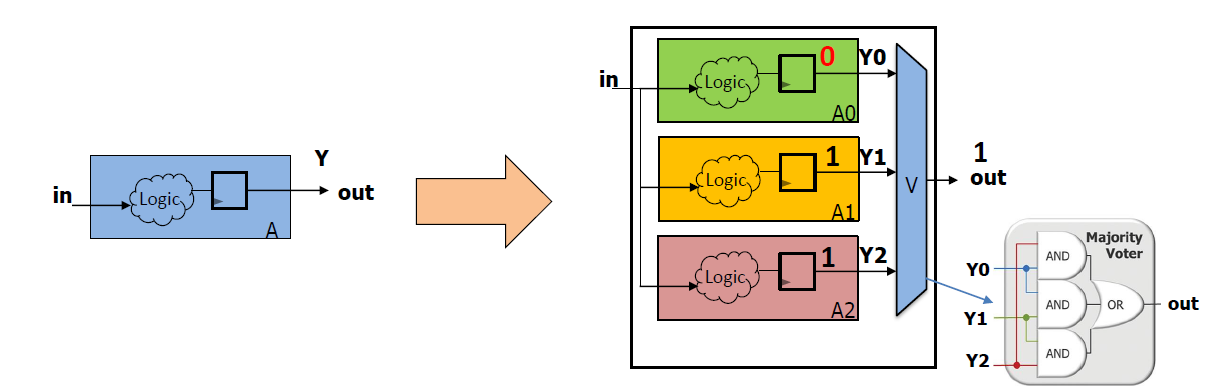 Y
in
Logic
out
A
in
Logic
0
Y0
A0
Logic
1
Y1
A1
Logic
1
Y2
A2
V
1
out
Majority
Voter
Y0
Y1
Y2
AND
AND
AND
OR
out